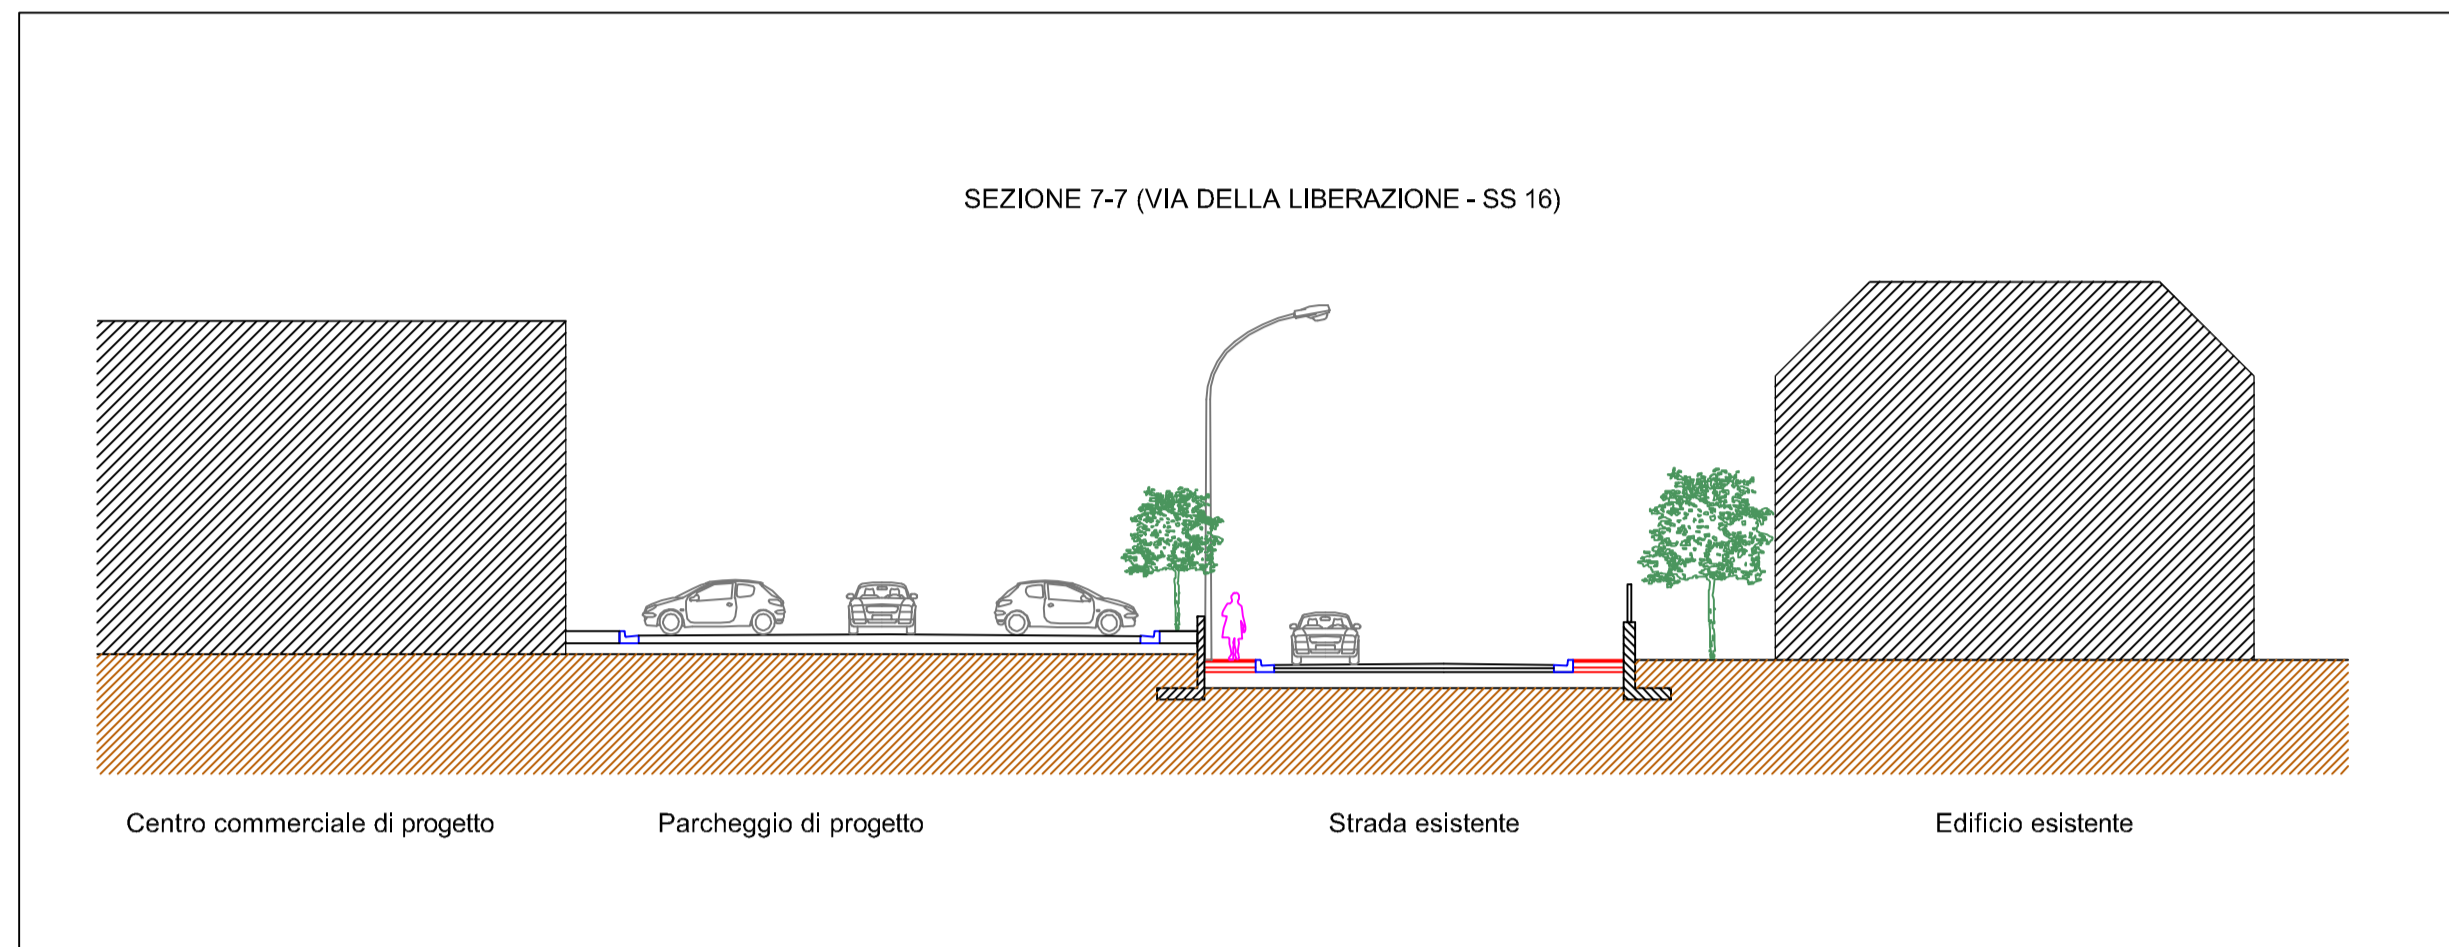 SEZIONE 7-7 (VIA DELLA LIBERAZIONE - SS 16)
Centro commerciale di progetto
Parcheggio di progetto
Strada esistente
Edificio esistente